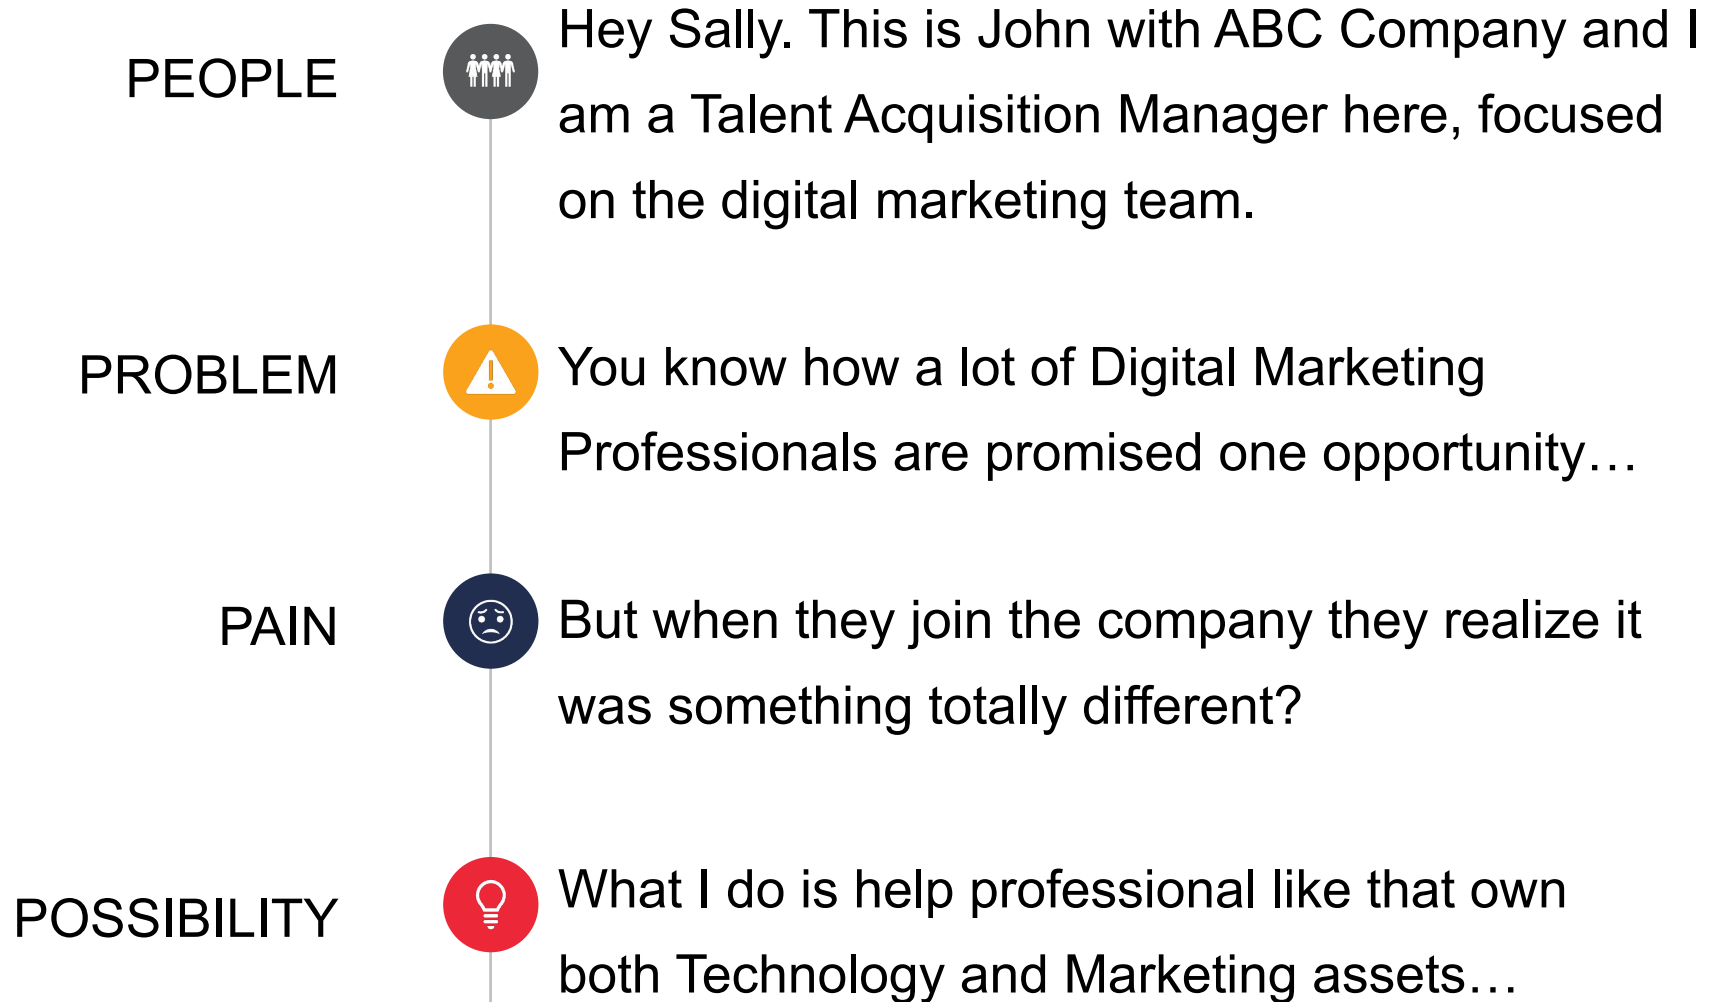 PEOPLE
Hey Sally. This is John with ABC Company and I
am a Talent Acquisition Manager here, focused
on the digital marketing team.
PROBLEM
You know how a lot of Digital Marketing
Professionals are promised one opportunity…
PAIN
But when they join the company they realize it
was something totally different?
POSSIBILITY
What I do is help professional like that own
both Technology and Marketing assets…